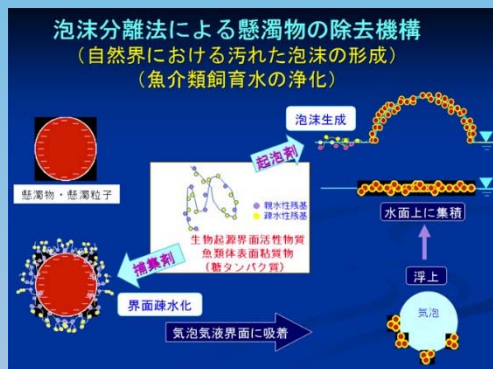 泡沫分離法による懸濁物の除去機構
（自然界における汚れた泡沫の形成）
（魚介類飼育水の浄化）
泡沫生成
起泡剤
懸濁物・懸濁粒子
親水性残基
疎水性残基
生物起源界面活性物質
魚類体表面粘質物
（糖タンパク質）
水面上に集積
捕集剤
界面疎水化
浮上
気泡
気泡気液界面に吸着